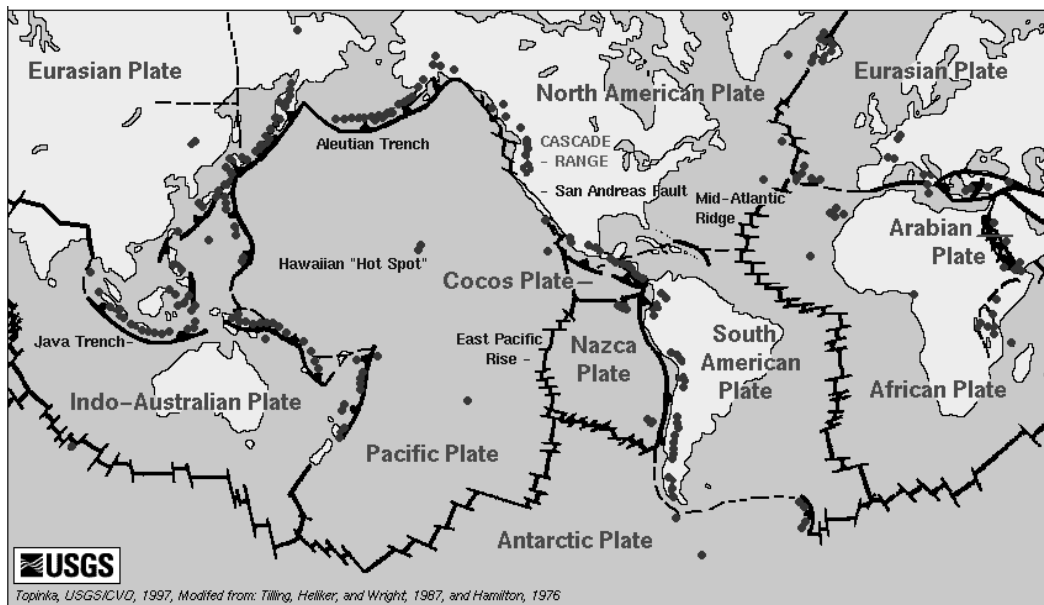 Eurasian Plate
North American Plate
Eurasian Plate
Aleutian Trench
CASCADE
- RANGE
- San Andreas Fault
Mid-Atlantic
Ridge
Arabian
Plate
Hawaiian "Hot Spot"
Cocos Plate
Java Trench
East Pacific
Rise -
Nazca
Plate
South
American
Plate
African Plate
Indo-Australian Plate
Pacific Plate
Antarctic Plate
USGS
Topinka, USGS/CVO, 1997, Modifed from: Tilling, Heliker, and Wright, 1987, and Hamilton, 1976